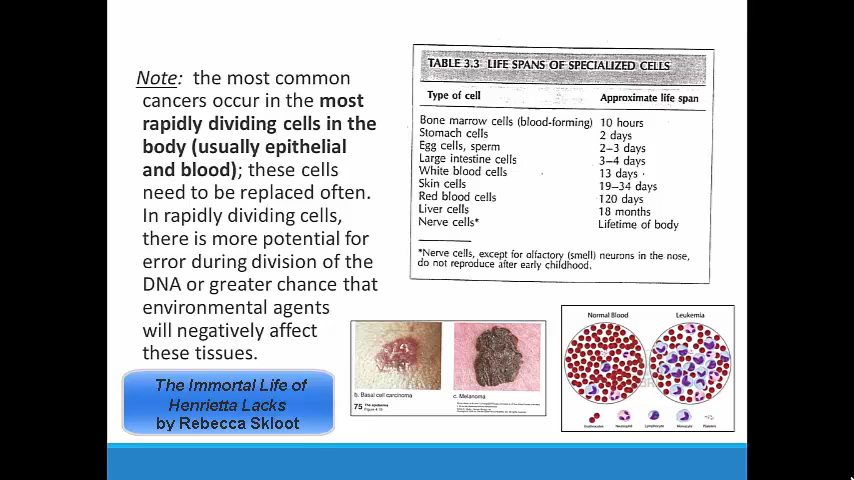 Note: the most common
cancers occur in the most
rapidly dividing cells in the
body (usually epithelial
and blood); these cells
need to be replaced often.
In rapidly dividing cells,
there is more potential for
error during division of the
DNA or greater chance that
environmental agents
will negatively affect
these tissues.
The Immortal Life of
Henrietta Lacks
by Rebecca Skloot
TABLE 3.3 LIFE SPANS OF SPECIALIZED CELLS
Type of cell Approximate life span
Bone marrow cells (blood-forming) 10 hours
Stomach cells 2 days
Egg cells, sperm 2–3 days
Large intestine cells 3–4 days
White blood cells 13 days
Skin cells 19–34 days
Red blood cells 120 days
Liver cells 18 months
Nerve cells* Lifetime of body
*Nerve cells, except for olfactory (smell) neurons in the nose,
do not reproduce after early childhood.
b. Basal cell carcinoma c. Melanoma
75 The epidermis
Normal Blood Leukemia
Neutrophil Lymphocyte Monocyte Platelets